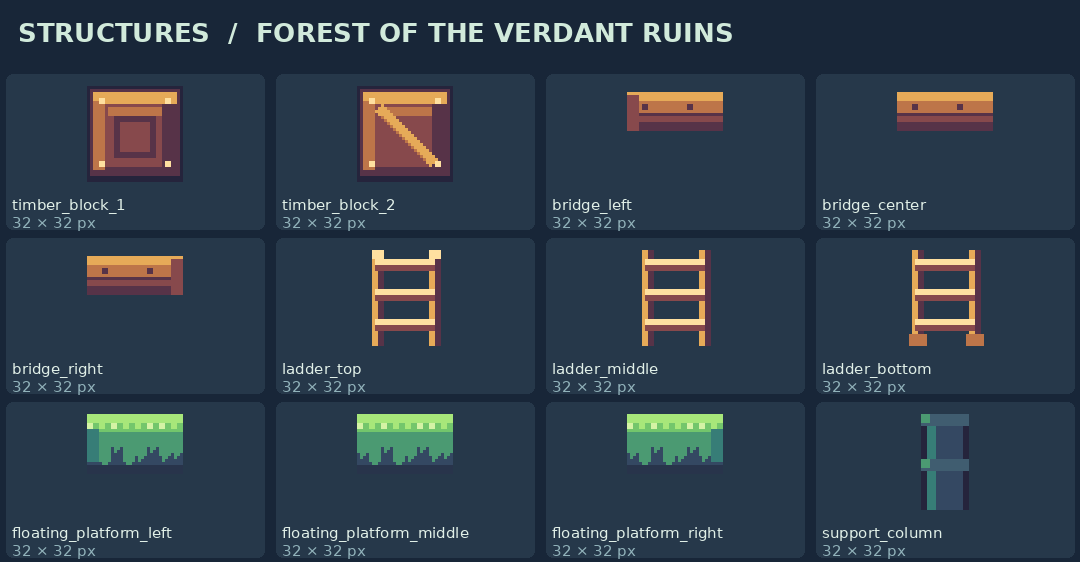 STRUCTURES / FOREST OF THE VERDANT RUINS
timber_block_1
32 × 32 px
timber_block_2
32 × 32 px
bridge_left
32 × 32 px
bridge_center
32 × 32 px
bridge_right
32 × 32 px
ladder_top
32 × 32 px
ladder_middle
32 × 32 px
ladder_bottom
32 × 32 px
floating_platform_left
32 × 32 px
floating_platform_middle
32 × 32 px
floating_platform_right
32 × 32 px
support_column
32 × 32 px